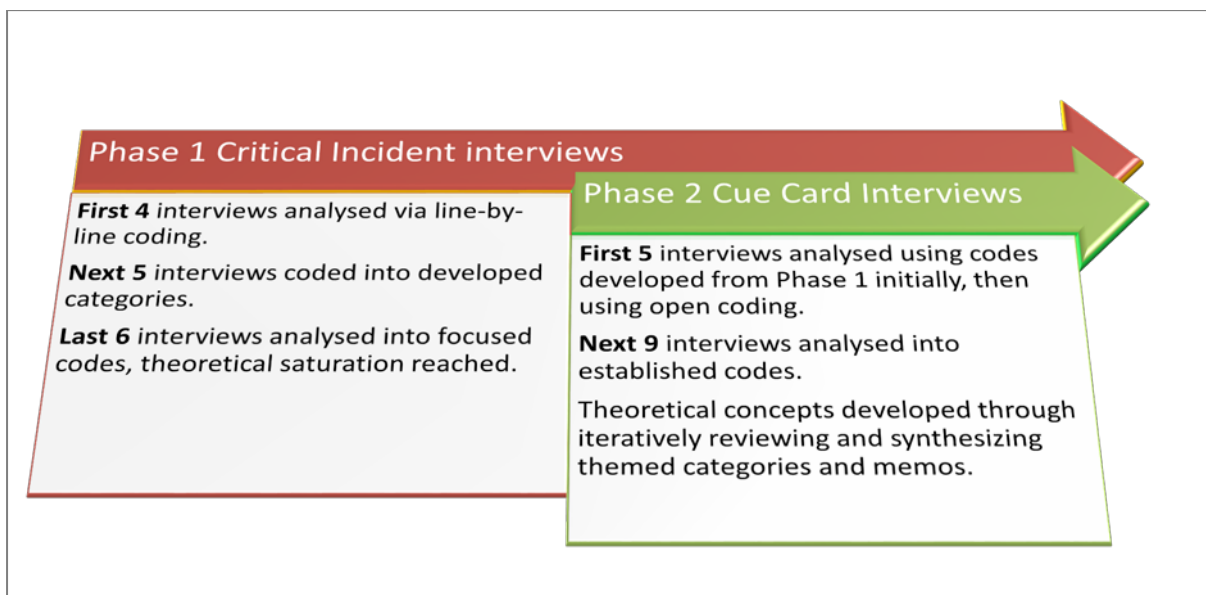 Phase 1 Critical Incident interviews
First 4 interviews analysed via line-by-
line coding.
Next 5 interviews coded into developed
categories.
Last 6 interviews analysed into focused
codes, theoretical saturation reached.
Phase 2 Cue Card Interviews
First 5 interviews analysed using codes
developed from Phase 1 initially, then
using open coding.
Next 9 interviews analysed into
established codes.
Theoretical concepts developed through
iteratively reviewing and synthesizing
themed categories and memos.